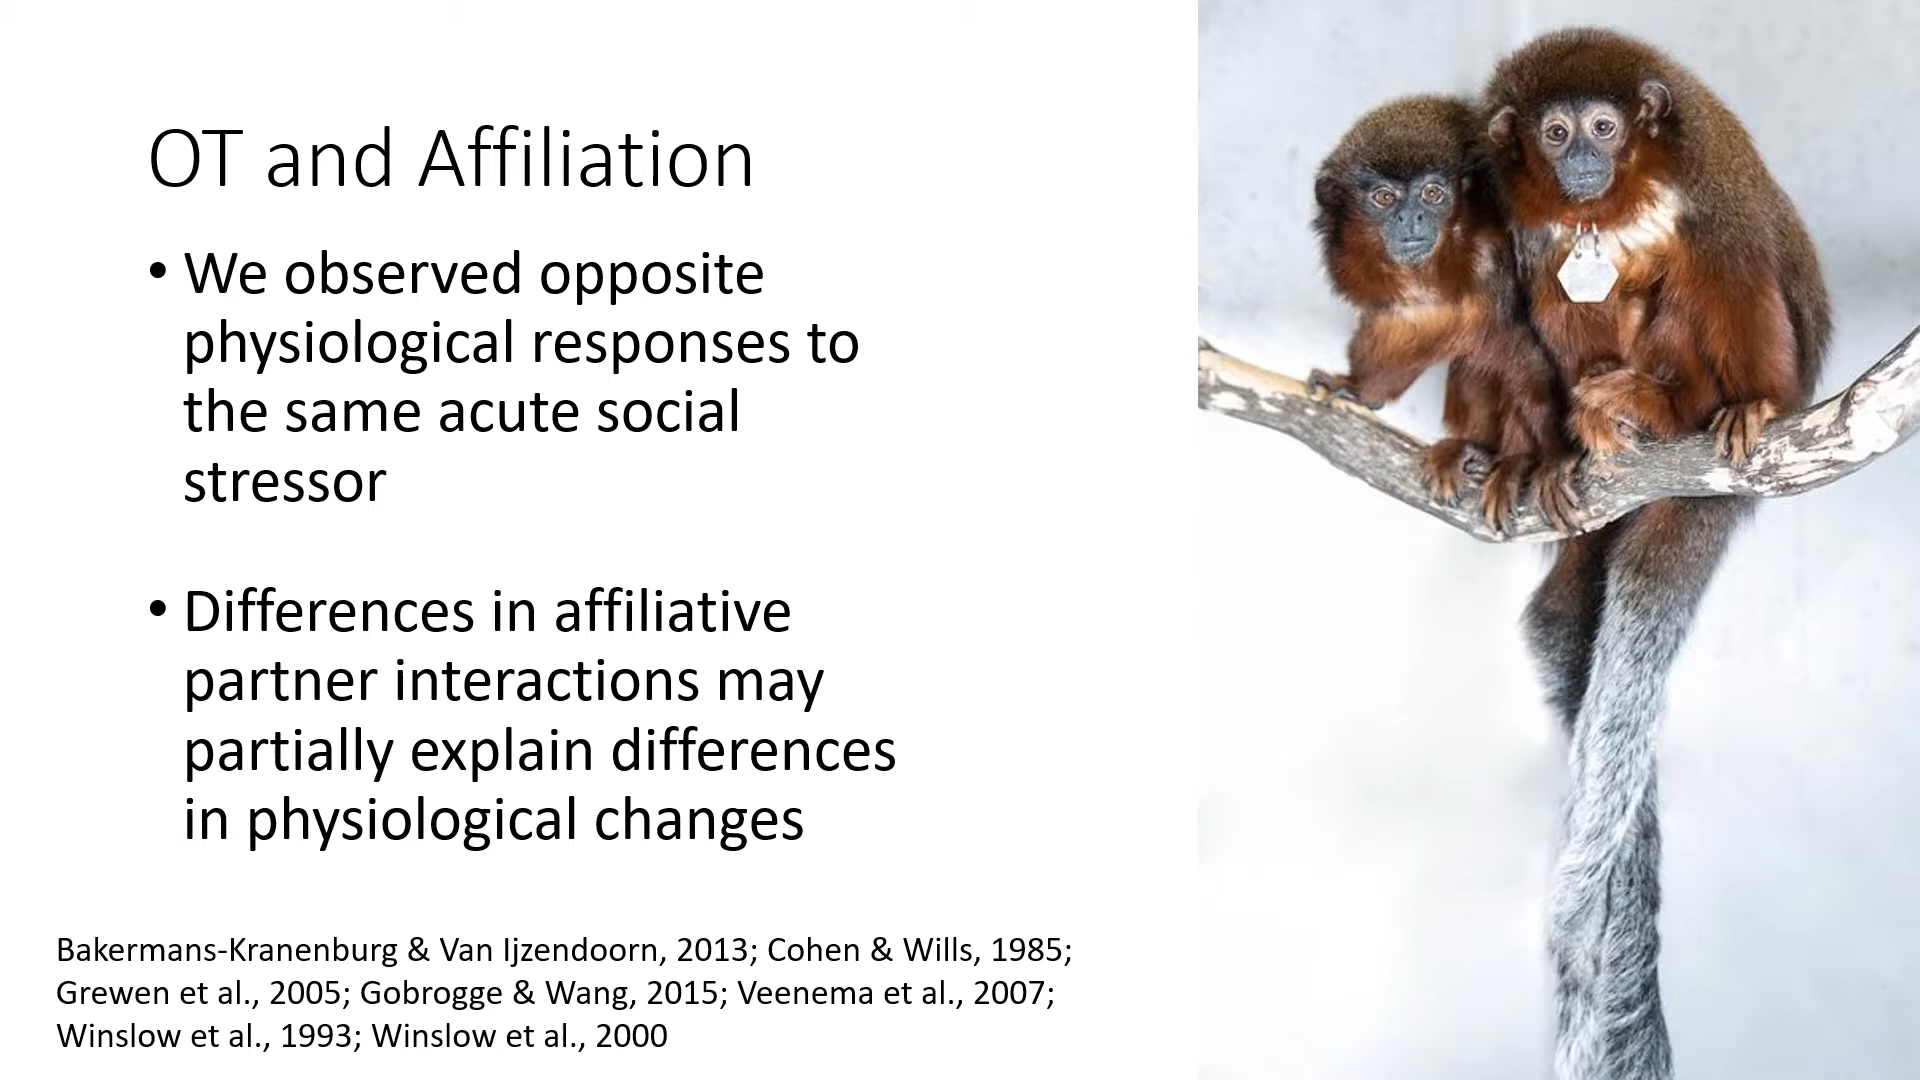 OT and Affiliation
• We observed opposite
physiological responses to
the same acute social
stressor
• Differences in affiliative
partner interactions may
partially explain differences
in physiological changes
Bakermans-Kranenburg & Van Ijzendoorn, 2013; Cohen & Wills, 1985;
Grewen et al., 2005; Gobrogge & Wang, 2015; Veenema et al., 2007;
Winslow et al., 1993; Winslow et al., 2000